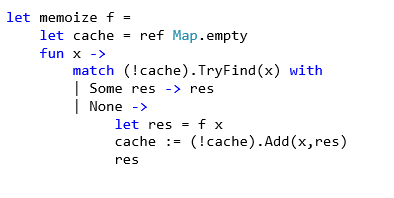 let memoize f =
    let cache = ref Map.empty
    fun x ->
        match (!cache).TryFind(x) with
        | Some res -> res
        | None ->
             let res = f x
             cache := (!cache).Add(x,res)
             res